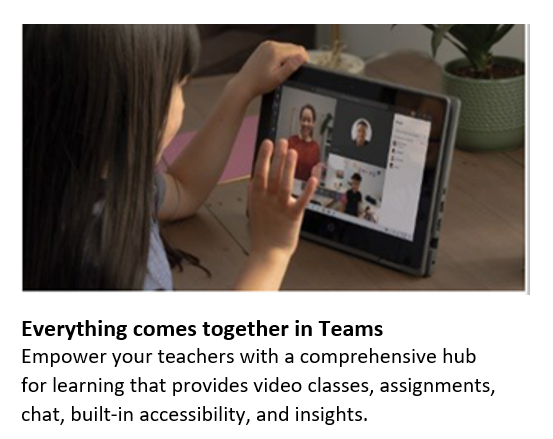 Everything comes together in Teams
Empower your teachers with a comprehensive hub
for learning that provides video classes, assignments,
chat, built-in accessibility, and insights.